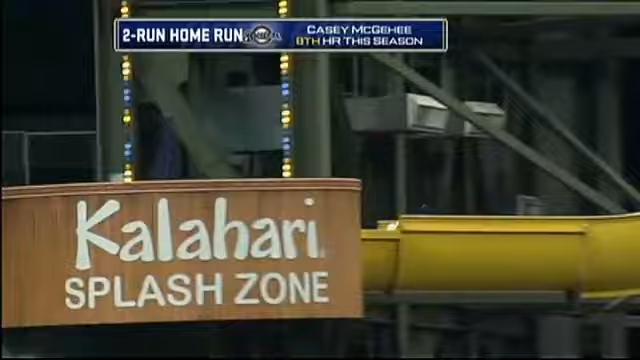 2-RUN HOME RUN
CASEY MCGEHEE
8TH HR THIS SEASON
Kalahari
SPLASH ZONE